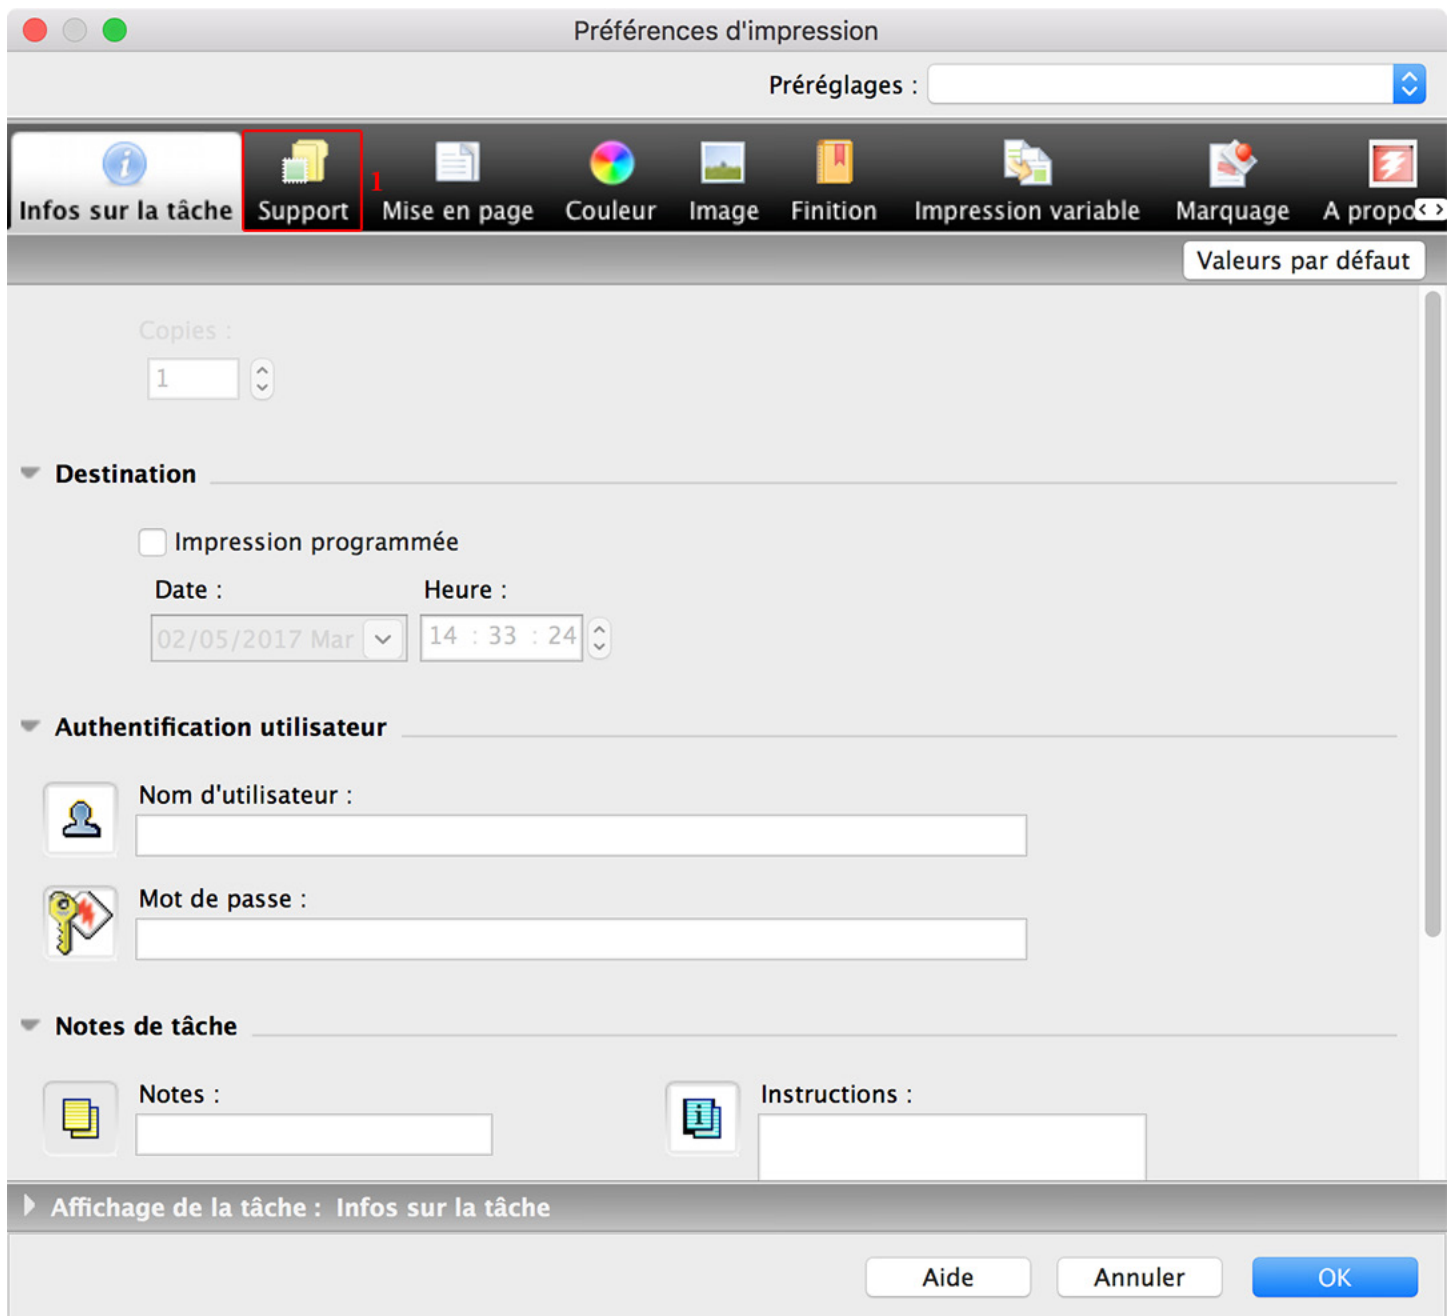 Préférences d'impression
Préréglages :
Infos sur la tâche Support 1 Mise en page Couleur Image Finition Impression variable Marquage A propo
Valeurs par défaut
Copies :
1
Destination
Impression programmée
Date : Heure :
02/05/2017 Mar 14 : 33 : 24
Authentification utilisateur
Nom d'utilisateur :
Mot de passe :
Notes de tâche
Notes : Instructions :
Affichage de la tâche : Infos sur la tâche
Aide Annuler OK